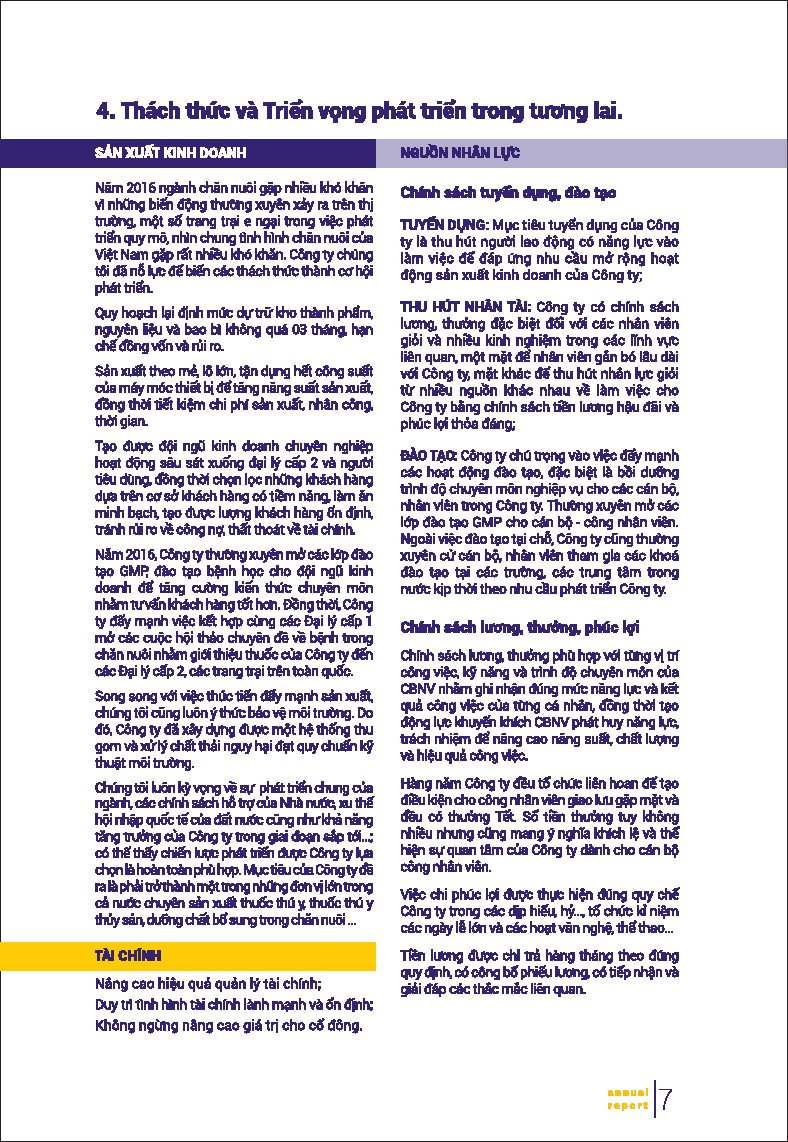 4. Thách thức và Triển vọng phát triển trong tương lai.
SẢN XUẤT KINH DOANH
Năm 2016 ngành chăn nuôi gặp nhiều khó khăn
vì những biến động thường xuyên xảy ra trên thị
trường, một số trang trại e ngại trong việc phát
triển quy mô, nhìn chung tình hình chăn nuôi của
Việt Nam gặp rất nhiều khó khăn. Công ty chúng
tôi đã nỗ lực để biến các thách thức thành cơ hội
phát triển.
Quy hoạch lại định mức dự trữ kho thành phẩm,
nguyên liệu và bao bì không quá 03 tháng, hạn
chế đồng vốn và rủi ro.
Sản xuất theo mẻ, lô lớn, tận dụng hết công suất
của máy móc thiết bị để tăng năng suất sản xuất,
đồng thời tiết kiệm chi phí sản xuất, nhân công,
thời gian.
Tạo được đội ngũ kinh doanh chuyên nghiệp
hoạt động sâu sát xuống đại lý cấp 2 và người
tiêu dùng, đồng thời chọn lọc những khách hàng
dựa trên cơ sở khách hàng có tiềm năng, làm ăn
minh bạch, tạo được lượng khách hàng ổn định,
tránh rủi ro về công nợ, thất thoát về tài chính.
Năm 2016, Công ty thường xuyên mở các lớp đào
tạo GMP, đào tạo bệnh học cho đội ngũ kinh
doanh để tăng cường kiến thức chuyên môn
nhằm tư vấn khách hàng tốt hơn. Đồng thời, Công
ty đẩy mạnh việc kết hợp cùng các Đại lý cấp 1
mở các cuộc hội thảo chuyên đề về bệnh trong
chăn nuôi nhằm giới thiệu thuốc của Công ty đến
các Đại lý cấp 2, các trang trại trên toàn quốc.
Song song với việc thúc tiến đẩy mạnh sản xuất,
chúng tôi cũng luôn ý thức bảo vệ môi trường. Do
đó, Công ty đã xây dựng được một hệ thống thu
gom và xử lý chất thải nguy hại đạt quy chuẩn kỹ
thuật môi trường.
Chúng tôi luôn kỳ vọng về sự phát triển chung của
ngành, các chính sách hỗ trợ của Nhà nước, xu thế
hội nhập quốc tế của đất nước cũng như khả năng
tăng trưởng của Công ty trong giai đoạn sắp tới...;
có thể thấy chiến lược phát triển được Công ty lựa
chọn là hoàn toàn phù hợp. Mục tiêu của Công ty đề
ra là phải trở thành một trong những đơn vị lớn trong
cả nước chuyên sản xuất thuốc thú y, thuốc thú y
thủy sản, dưỡng chất bổ sung trong chăn nuôi ...
TÀI CHÍNH
Nâng cao hiệu quả quản lý tài chính;
Duy trì tình hình tài chính lành mạnh và ổn định;
Không ngừng nâng cao giá trị cho cổ đông.
NGUỒN NHÂN LỰC
Chính sách tuyển dụng, đào tạo
TUYỂN DỤNG: Mục tiêu tuyển dụng của Công
ty là thu hút người lao động có năng lực vào
làm việc để đáp ứng nhu cầu mở rộng hoạt
động sản xuất kinh doanh của Công ty;
THU HÚT NHÂN TÀI: Công ty có chính sách
lương, thưởng đặc biệt đối với các nhân viên
giỏi và nhiều kinh nghiệm trong các lĩnh vực
liên quan, một mặt để nhân viên gắn bó lâu dài
với Công ty, mặt khác để thu hút nhân lực giỏi
từ nhiều nguồn khác nhau về làm việc cho
Công ty bằng chính sách tiền lương hậu đãi và
phúc lợi thỏa đáng;
ĐÀO TẠO: Công ty chú trọng vào việc đẩy mạnh
các hoạt động đào tạo, đặc biệt là bồi dưỡng
trình độ chuyên môn nghiệp vụ cho các cán bộ,
nhân viên trong Công ty. Thường xuyên mở các
lớp đào tạo GMP cho cán bộ - công nhân viên.
Ngoài việc đào tạo tại chỗ, Công ty cũng thường
xuyên cử cán bộ, nhân viên tham gia các khoá
đào tạo tại các trường, các trung tâm trong
nước kịp thời theo nhu cầu phát triển Công ty.
Chính sách lương, thưởng, phúc lợi
Chính sách lương, thưởng phù hợp với từng vị trí
công việc, kỹ năng và trình độ chuyên môn của
CBNV nhằm ghi nhận đúng mức năng lực và kết
quả công việc của từng cá nhân, đồng thời tạo
động lực khuyến khích CBNV phát huy năng lực,
trách nhiệm để nâng cao năng suất, chất lượng
và hiệu quả công việc.
Hàng năm Công ty đều tổ chức liên hoan để tạo
điều kiện cho công nhân viên giao lưu gặp mặt và
đều có thưởng Tết. Số tiền thưởng tuy không
nhiều nhưng cũng mang ý nghĩa khích lệ và thể
hiện sự quan tâm của Công ty dành cho cán bộ
công nhân viên.
Việc chi phúc lợi được thực hiện đúng quy chế
Công ty trong các dịp hiếu, hỷ..., tổ chức kỉ niệm
các ngày lễ lớn và các hoạt văn nghệ, thể thao...
Tiền lương được chi trả hàng tháng theo đúng
quy định, có công bố phiếu lương, có tiếp nhận và
giải đáp các thắc mắc liên quan.
annual
report 7